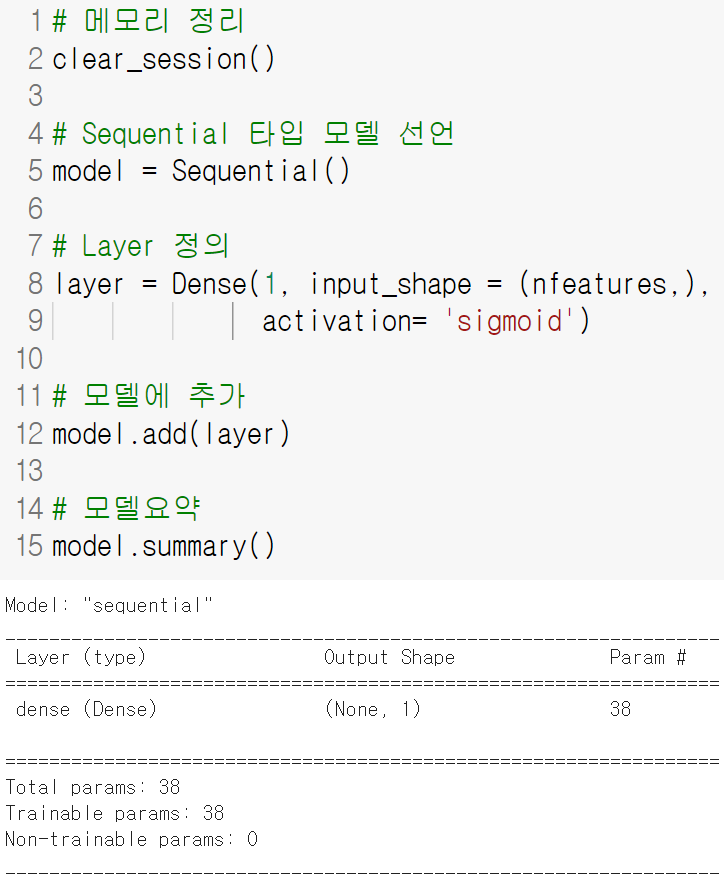 1 # 메모리 정리
2 clear_session()
3
4 # Sequential 타입 모델 선언
5 model = Sequential()
6
7 # Layer 정의
8 layer = Dense(1, input_shape = (nfeatures,),
9 activation= 'sigmoid')
10
11 # 모델에 추가
12 model.add(layer)
13
14 # 모델요약
15 model.summary()
Model: "sequential"
_________________________________________________________________
Layer (type) Output Shape Param #
=================================================================
dense (Dense) (None, 1) 38
=================================================================
Total params: 38
Trainable params: 38
Non-trainable params: 0
_________________________________________________________________